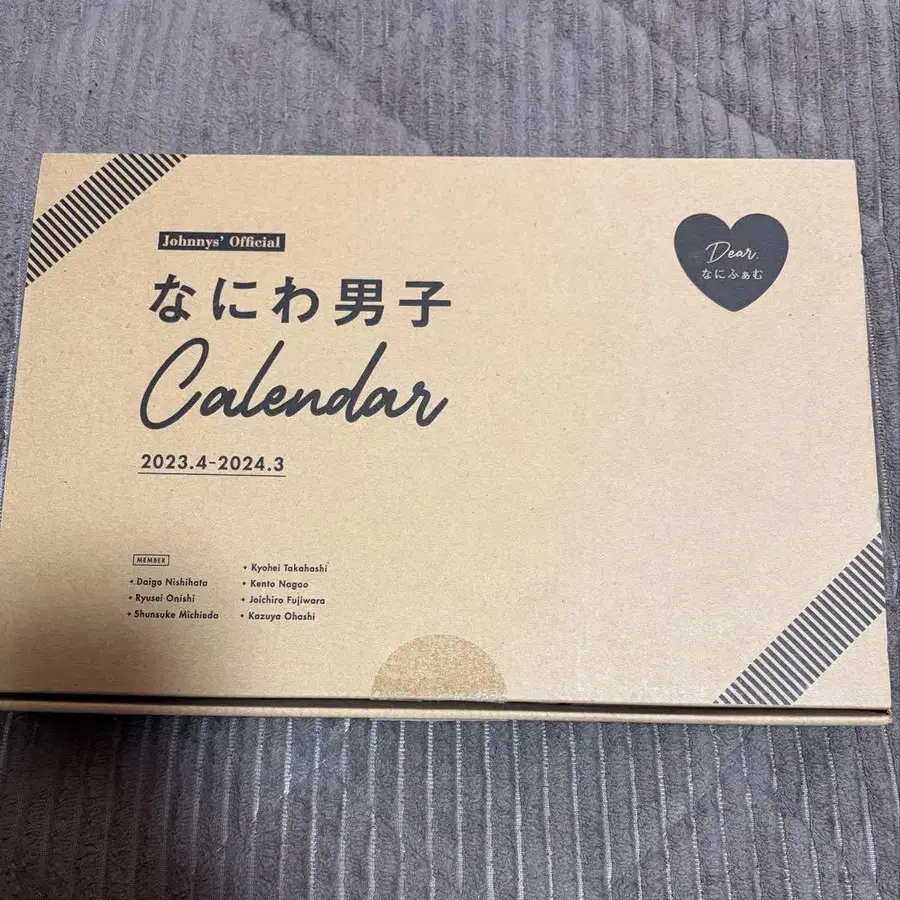 Johnnys' Official
なにわ男子
Calendar
2023.4-2024.3
Dear.
なにふぁむ
MEMBER
• Daigo Nishihata
• Ryusei Onishi
• Shunsuke Michieda
• Kyohei Takahashi
• Kento Nagao
• Joichiro Fujiwara
• Kazuya Ohashi